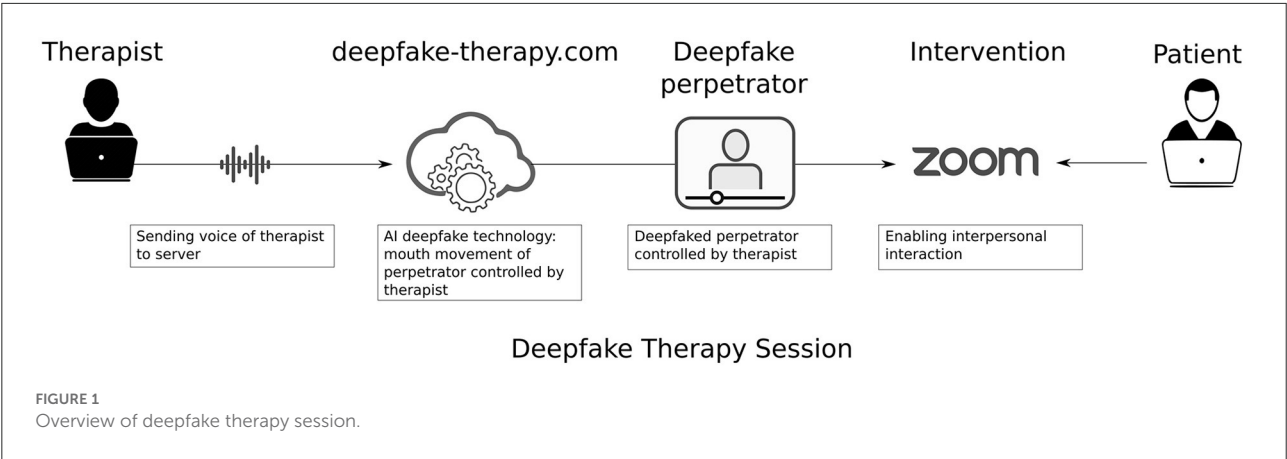 Therapist
deepfake-therapy.com
Deepfake
perpetrator
Intervention
Patient
zoom
Sending voice of therapist
to server
AI deepfake technology:
mouth movement of
perpetrator controlled by
therapist
Deepfaked perpetrator
controlled by therapist
Enabling interpersonal
interaction
Deepfake Therapy Session
FIGURE 1
Overview of deepfake therapy session.